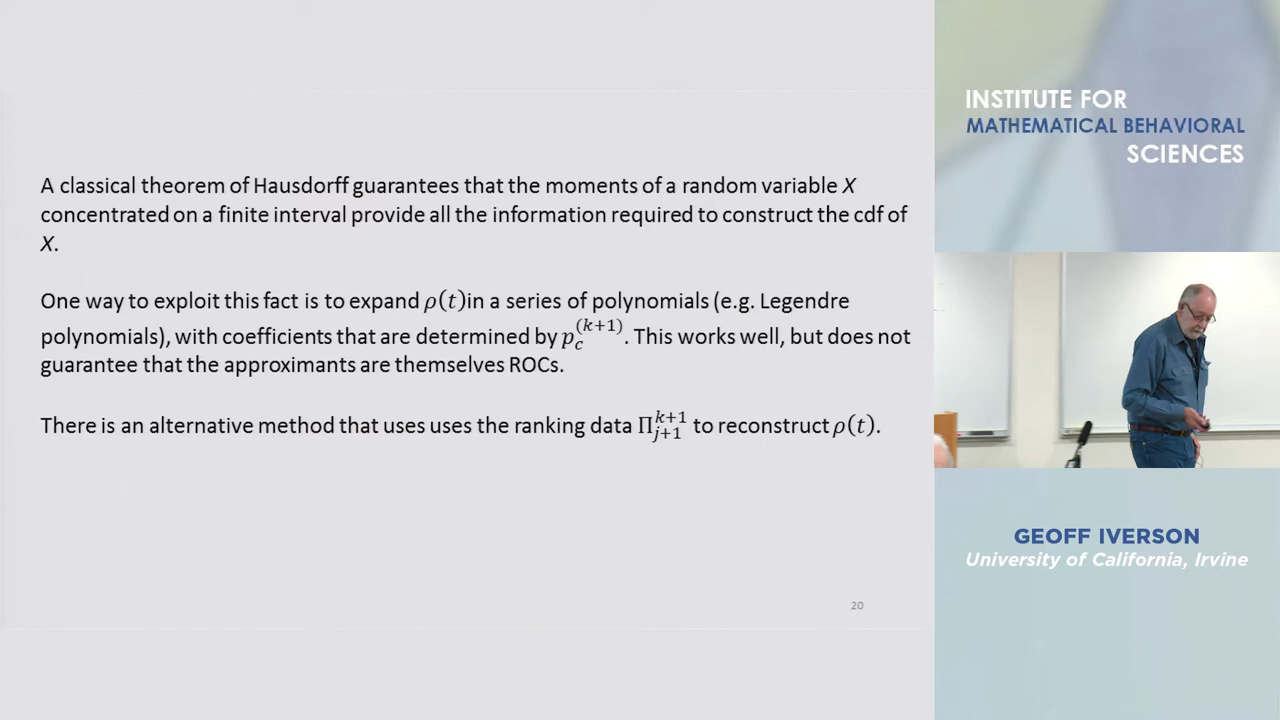 A classical theorem of Hausdorff guarantees that the moments of a random variable X
concentrated on a finite interval provide all the information required to construct the cdf of
X.
One way to exploit this fact is to expand ρ(t)in a series of polynomials (e.g. Legendre
polynomials), with coefficients that are determined by p_c^{(k+1)}. This works well, but does not
guarantee that the approximants are themselves ROCs.
There is an alternative method that uses uses the ranking data Π_{j+1}^{k+1} to reconstruct ρ(t).
20
INSTITUTE FOR
MATHEMATICAL BEHAVIORAL
SCIENCES
GEOFF IVERSON
University of California, Irvine